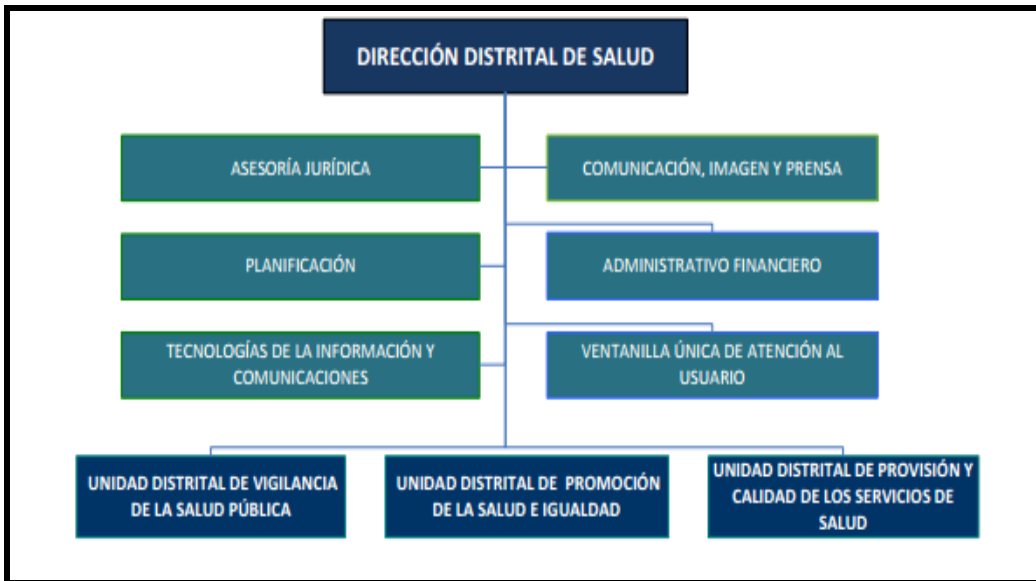 DIRECCIÓN DISTRITAL DE SALUD
ASESORÍA JURÍDICA
COMUNICACIÓN, IMAGEN Y PRENSA
PLANIFICACIÓN
ADMINISTRATIVO FINANCIERO
TECNOLOGÍAS DE LA INFORMACIÓN Y
COMUNICACIONES
VENTANILLA ÚNICA DE ATENCIÓN AL
USUARIO
UNIDAD DISTRITAL DE VIGILANCIA
DE LA SALUD PÚBLICA
UNIDAD DISTRITAL DE PROMOCIÓN
DE LA SALUD E IGUALDAD
UNIDAD DISTRITAL DE PROVISIÓN Y
CALIDAD DE LOS SERVICIOS DE
SALUD